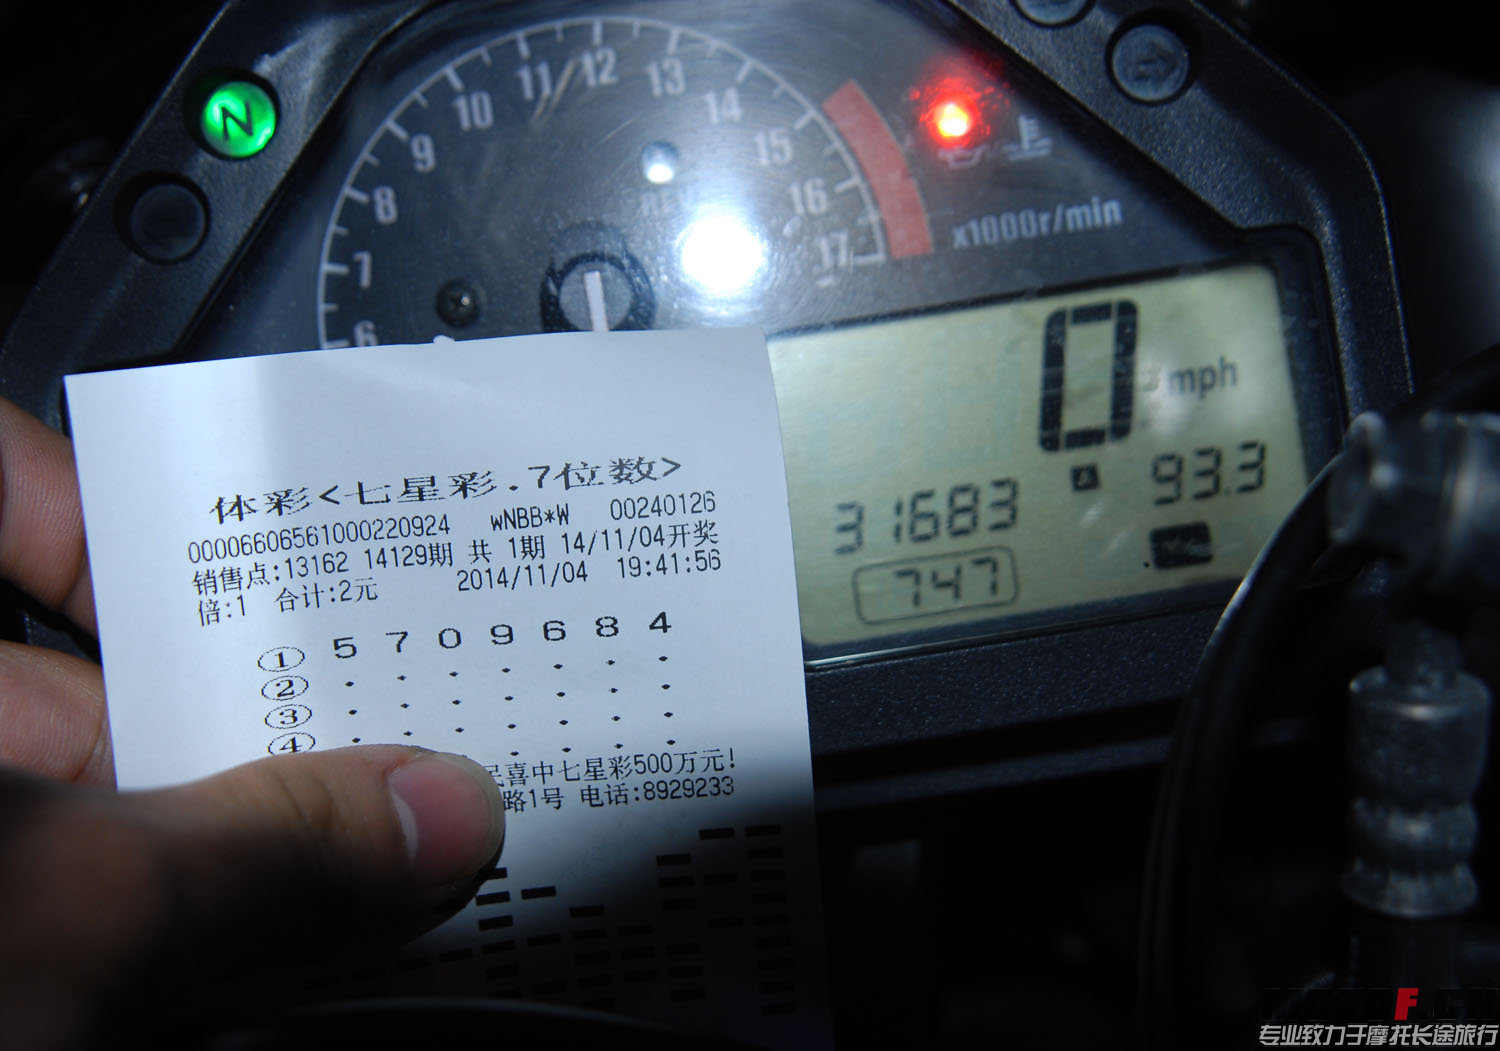 N
6
7
8
9
10
11
12
13
14
15
16
17
x1000r/min
0
mph
31683
93.3
747
体彩<七星彩.7位数>
00006606561000220924 wNBB*W 00240126
销售点:13162 14129期 共 1期 14/11/04开奖
倍:1 合计:2元 2014/11/04 19:41:56
① 5 7 0 9 6 8 4
② · · · · · · ·
③ · · · · · · ·
④ · · · · · · ·
民喜中七星彩500万元!
路1号 电话:8929233
专业致力于摩托长途旅行